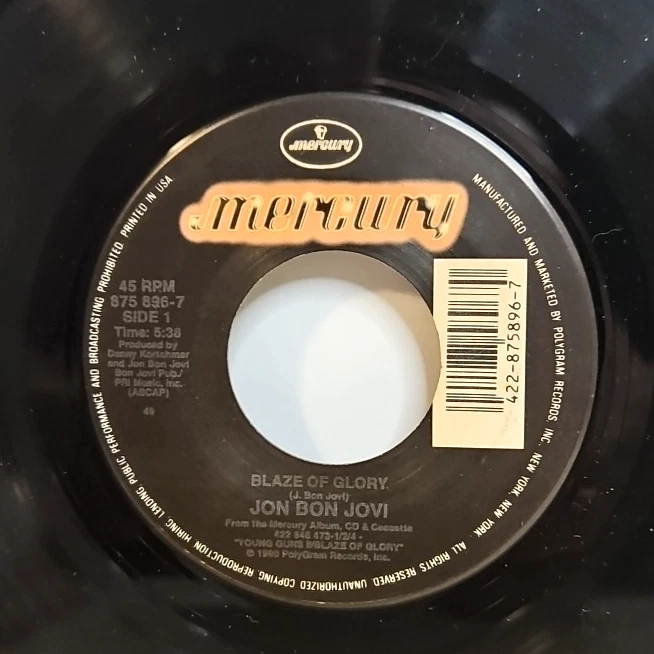 mercury
mercury
45 RPM
875 896-7
SIDE 1
Time: 5:38
Produced by
Danny Kortchmar
and Jon Bon Jovi
Bon Jovi Pub./
PRI Music, Inc.
(ASCAP)
49
422-875896-7
BLAZE OF GLORY
(J. Bon Jovi)
JON BON JOVI
From the Mercury Album, CD & Cassette
422 846 473-1/2/4 -
"YOUNG GUNS II/BLAZE OF GLORY"
© 1990 PolyGram Records, Inc.
MANUFACTURED AND MARKETED BY POLYGRAM RECORDS INC. NEW YORK, NEW YORK. ALL RIGHTS RESERVED. UNAUTHORIZED COPYING, REPRODUCTION HIRING, LENDING, PUBLIC PERFORMANCE AND BROADCASTING PROHIBITED. PRINTED IN USA